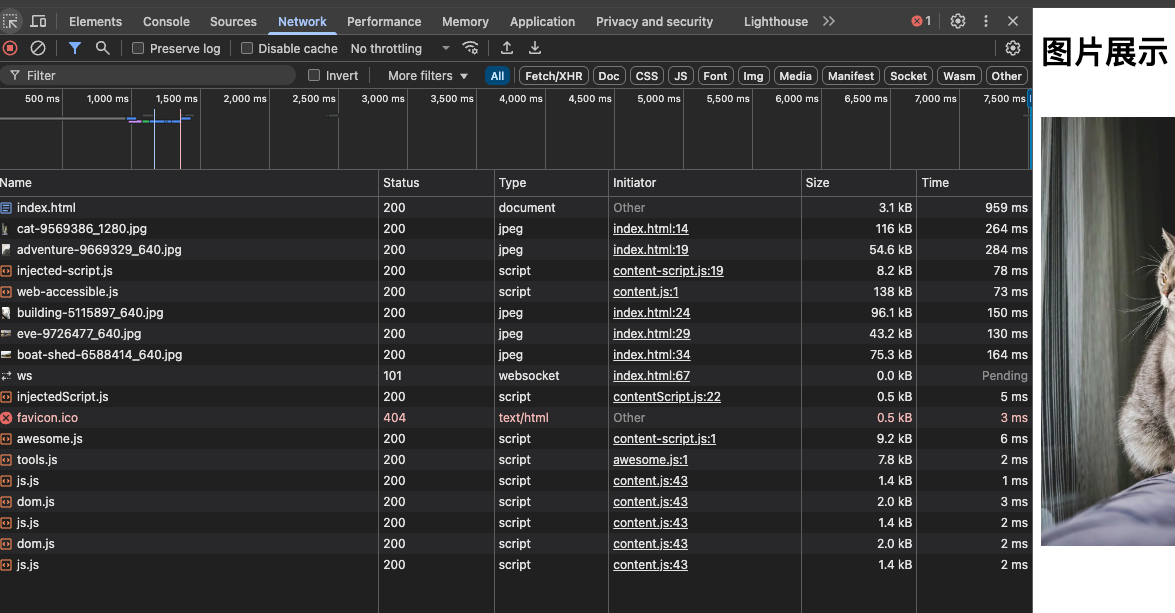 Elements Console Sources Network Performance Memory Application Privacy and security Lighthouse 1
Preserve log Disable cache No throttling
Filter Invert More filters All Fetch/XHR Doc CSS JS Font Img Media Manifest Socket Wasm Other
500 ms 1,000 ms 1,500 ms 2,000 ms 2,500 ms 3,000 ms 3,500 ms 4,000 ms 4,500 ms 5,000 ms 5,500 ms 6,000 ms 6,500 ms 7,000 ms 7,500 ms
Name Status Type Initiator Size Time
index.html 200 document Other 3.1 kB 959 ms
cat-9569386_1280.jpg 200 jpeg index.html:14 116 kB 264 ms
adventure-9669329_640.jpg 200 jpeg index.html:19 54.6 kB 284 ms
injected-script.js 200 script content-script.js:19 8.2 kB 78 ms
web-accessible.js 200 script content.js:1 138 kB 73 ms
building-5115897_640.jpg 200 jpeg index.html:24 96.1 kB 150 ms
eve-9726477_640.jpg 200 jpeg index.html:29 43.2 kB 130 ms
boat-shed-6588414_640.jpg 200 jpeg index.html:34 75.3 kB 164 ms
ws 101 websocket index.html:67 0.0 kB Pending
injectedScript.js 200 script contentScript.js:22 0.5 kB 5 ms
favicon.ico 404 text/html Other 0.5 kB 3 ms
awesome.js 200 script content-script.js:1 9.2 kB 6 ms
tools.js 200 script awesome.js:1 7.8 kB 2 ms
js.js 200 script content.js:43 1.4 kB 1 ms
dom.js 200 script content.js:43 2.0 kB 3 ms
js.js 200 script content.js:43 1.4 kB 2 ms
dom.js 200 script content.js:43 2.0 kB 2 ms
js.js 200 script content.js:43 1.4 kB 2 ms
图片展示